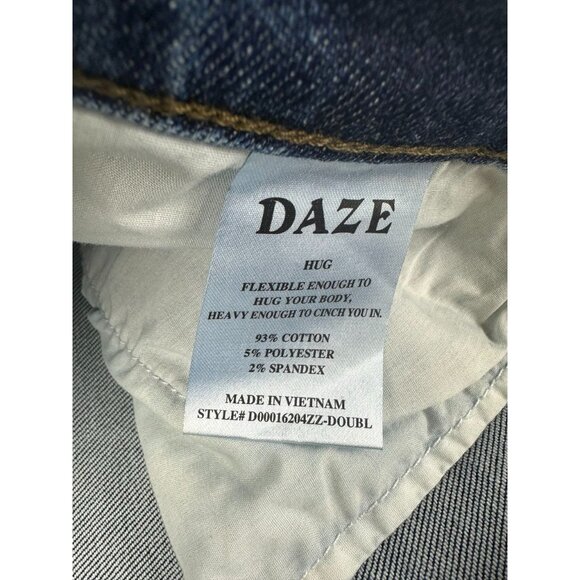 DAZE
HUG
FLEXIBLE ENOUGH TO
HUG YOUR BODY,
HEAVY ENOUGH TO CINCH YOU IN.
93% COTTON
5% POLYESTER
2% SPANDEX
MADE IN VIETNAM
STYLE# D00016204ZZ-DOUBL